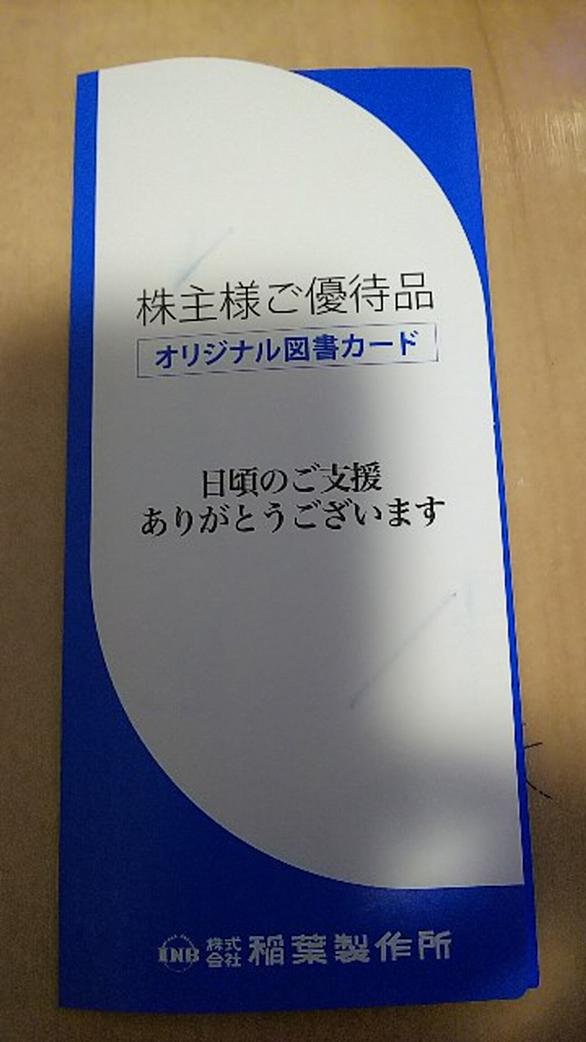 株主様ご優待品
オリジナル図書カード
日頃のご支援
ありがとうございます
INB 株式会社 稲葉製作所